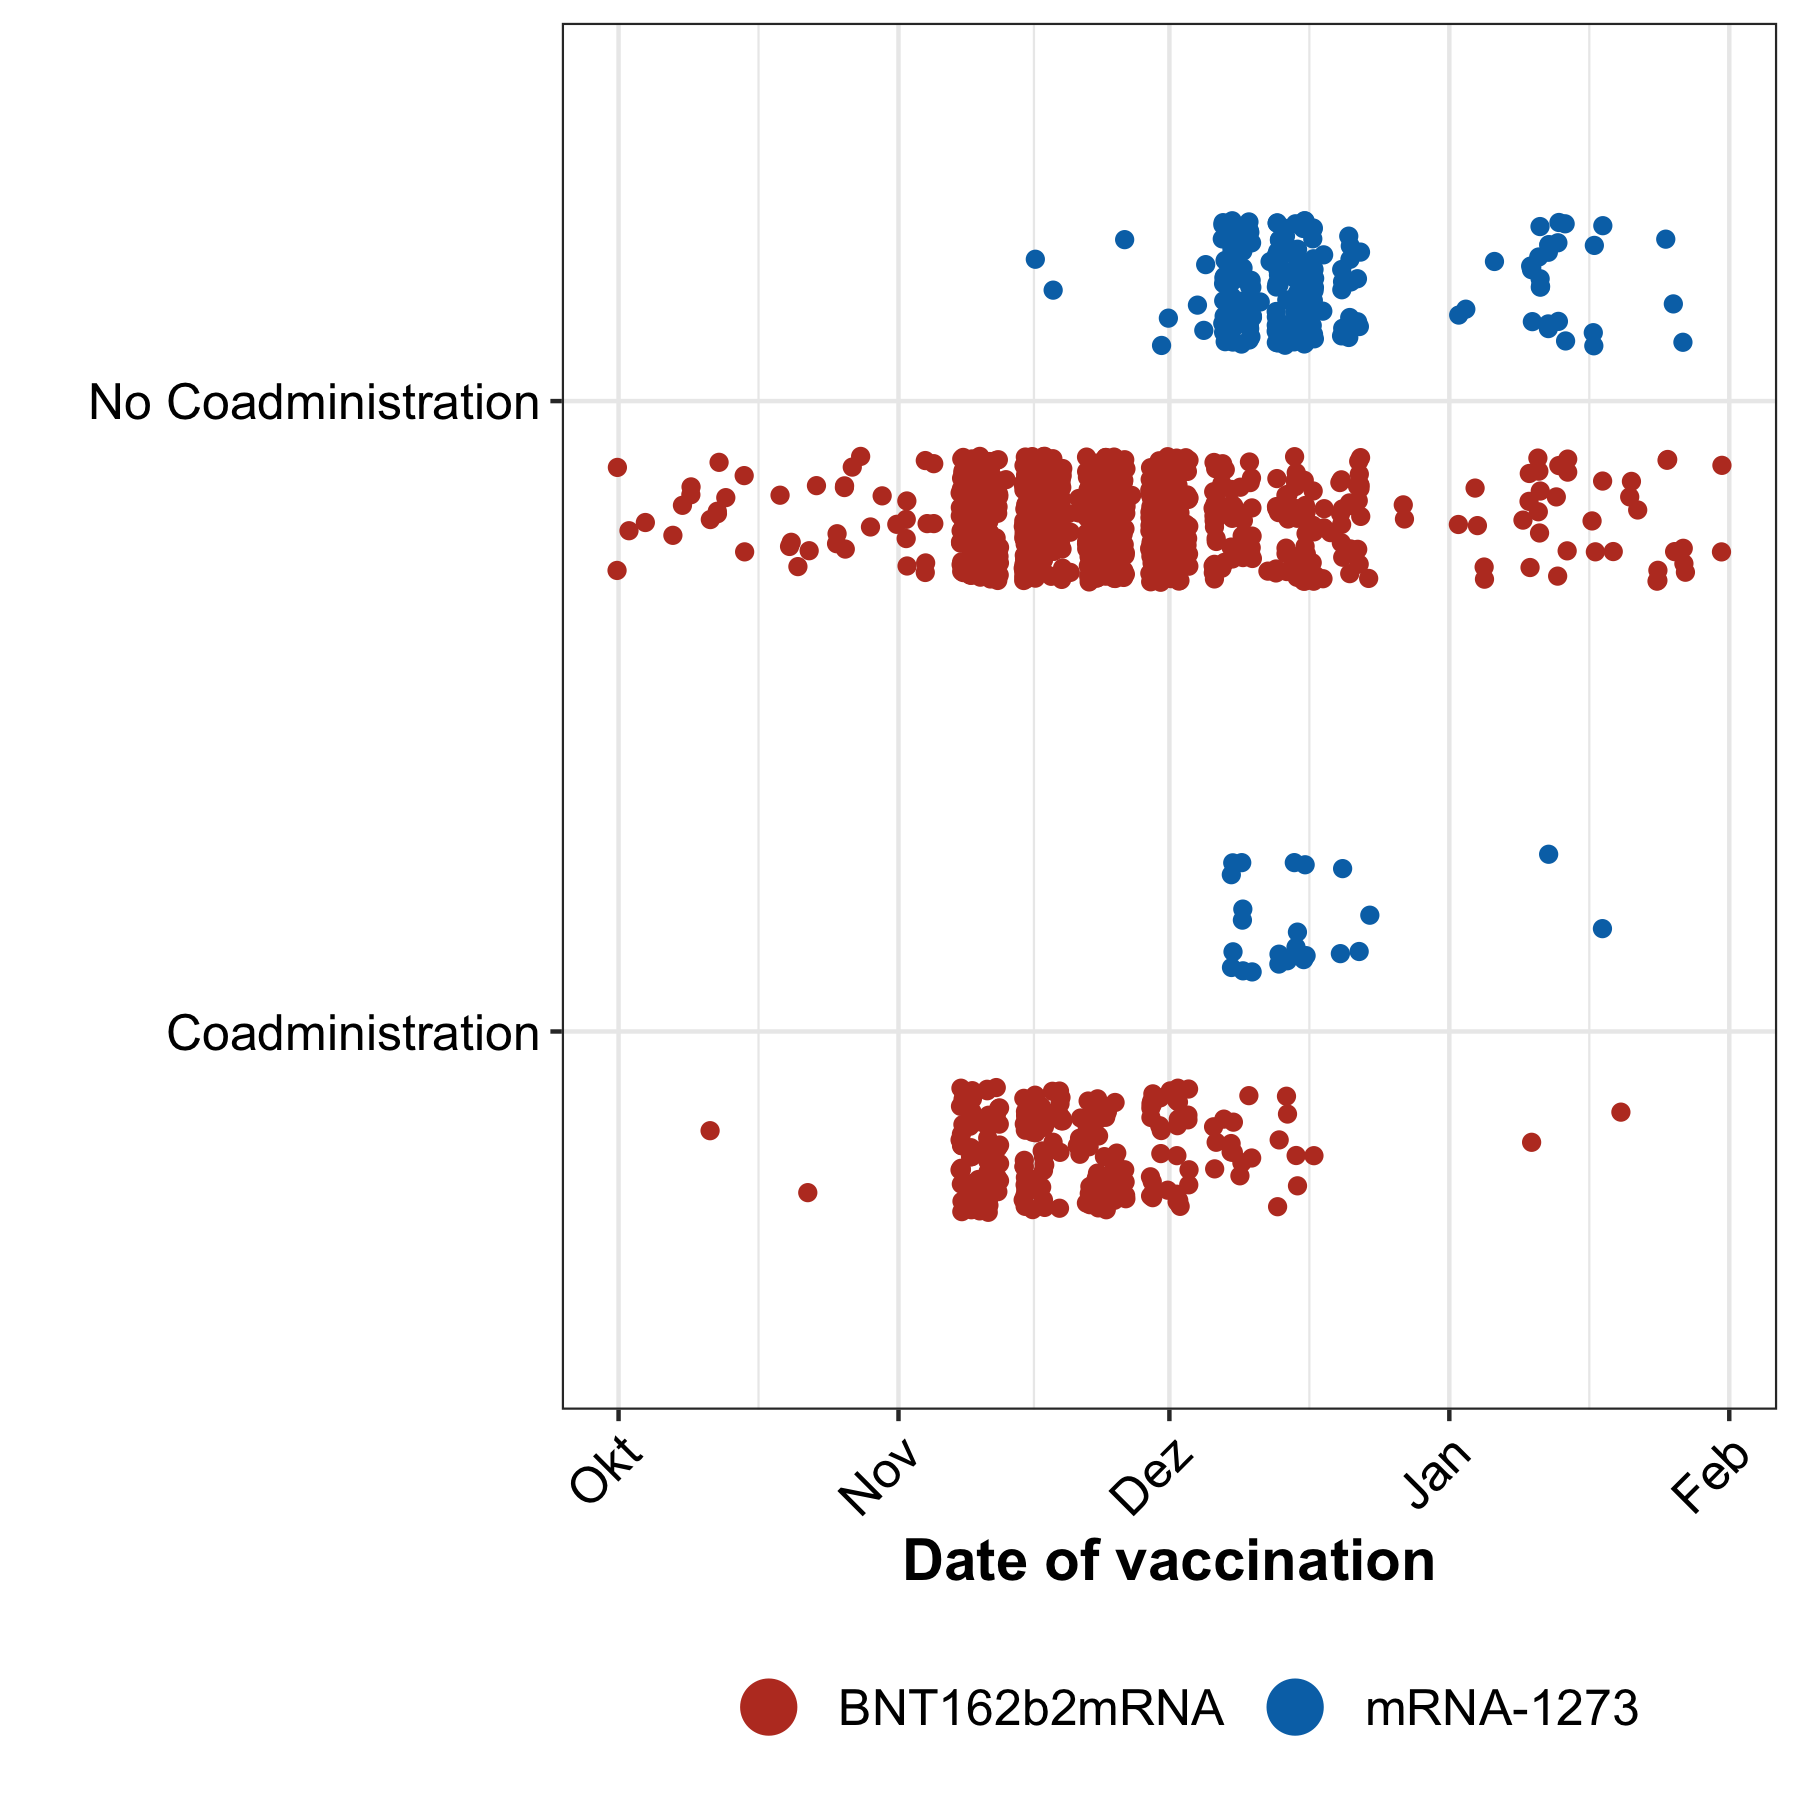 No Coadministration
Coadministration
Okt
Nov
Dez
Jan
Feb
Date of vaccination
BNT162b2mRNA
mRNA-1273